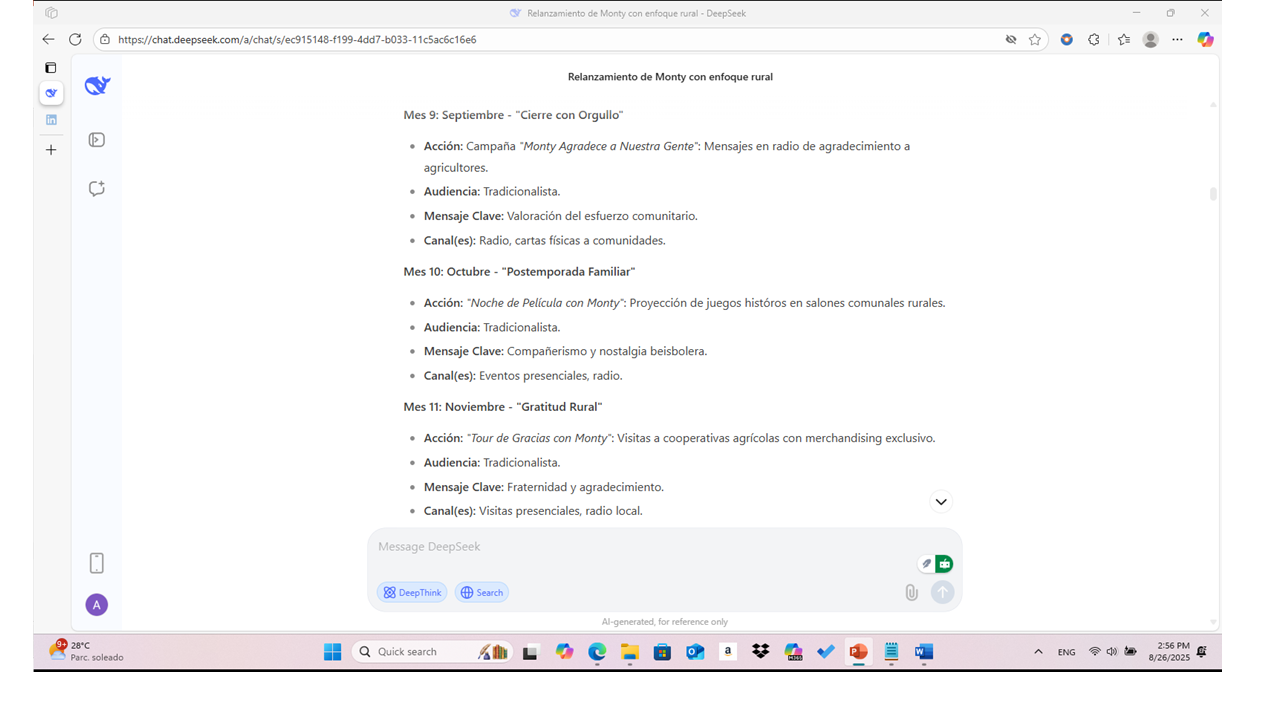 Relanzamiento de Monty con enfoque rural - DeepSeek
https://chat.deepseek.com/a/chat/s/ec915148-f199-4dd7-b033-11c5ac6c16e6
Relanzamiento de Monty con enfoque rural
Mes 9: Septiembre - "Cierre con Orgullo"
Acción: Campaña "Monty Agradece a Nuestra Gente": Mensajes en radio de agradecimiento a
agricultores.
Audiencia: Tradicionalista.
Mensaje Clave: Valoración del esfuerzo comunitario.
Canal(es): Radio, cartas físicas a comunidades.
Mes 10: Octubre - "Postemporada Familiar"
Acción: "Noche de Película con Monty": Proyección de juegos históros en salones comunales rurales.
Audiencia: Tradicionalista.
Mensaje Clave: Compañerismo y nostalgia beisbolera.
Canal(es): Eventos presenciales, radio.
Mes 11: Noviembre - "Gratitud Rural"
Acción: "Tour de Gracias con Monty": Visitas a cooperativas agrícolas con merchandising exclusivo.
Audiencia: Tradicionalista.
Mensaje Clave: Fraternidad y agradecimiento.
Canal(es): Visitas presenciales, radio local.
Message DeepSeek
DeepThink
Search
A
AI-generated, for reference only
9+
28°C
Parc. soleado
Quick search
a
M365
P
W
ENG
2:56 PM
8/26/2025